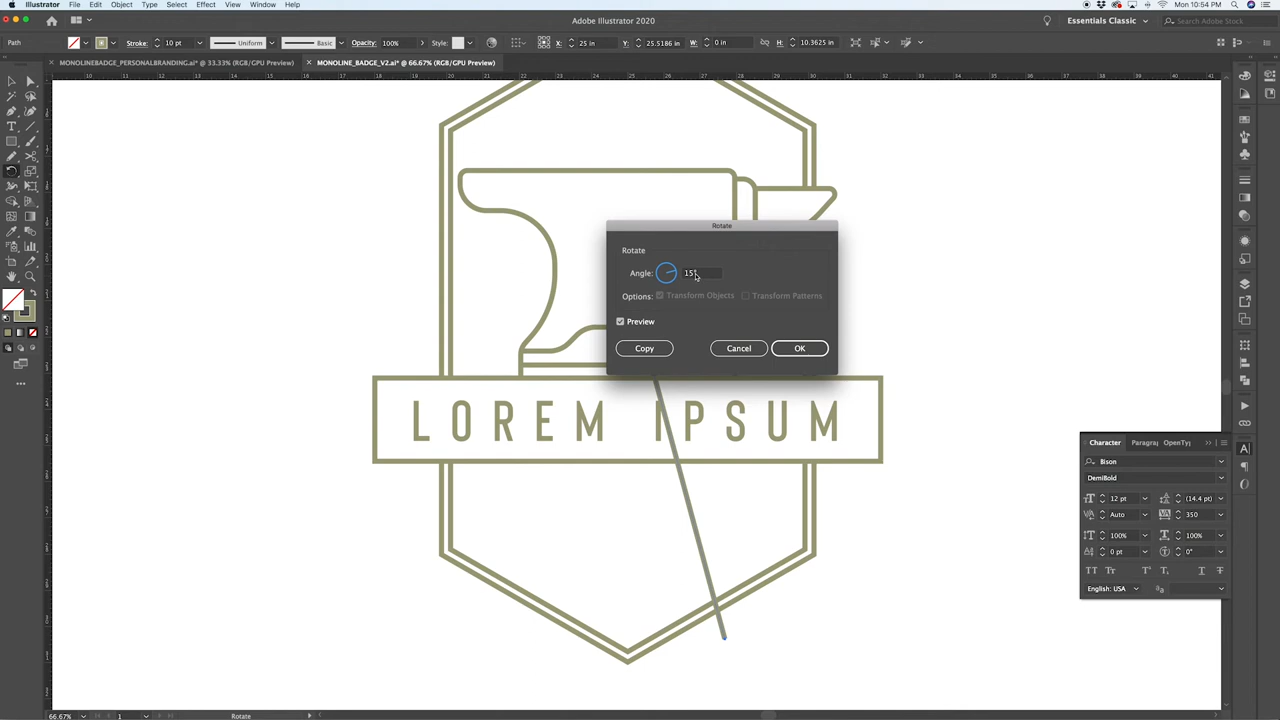 Illustrator File Edit Object Type Select Effect View Window Help
Mon 10:54 PM
Adobe Illustrator 2020
Essentials Classic
Search Adobe Stock
Path Stroke: 10 pt Uniform Basic Opacity: 100% Style: X: 25 in Y: 25.5186 in W: 0 in H: 10.3625 in
MONOLINEBADGE_PERSONALBRANDING.ai* @ 33.33% (RGB/GPU Preview)
MONOLINE_BADGE_V2.ai* @ 66.67% (RGB/GPU Preview)
Rotate
Rotate
Angle: 15°
Options: Transform Objects Transform Patterns
Preview
Copy Cancel OK
LOREM IPSUM
Character Paragraph OpenTy
Bison
DemiBold
12 pt (14.4 pt)
Auto 350
100% 100%
0 pt 0°
English: USA
66.67% 1 Rotate